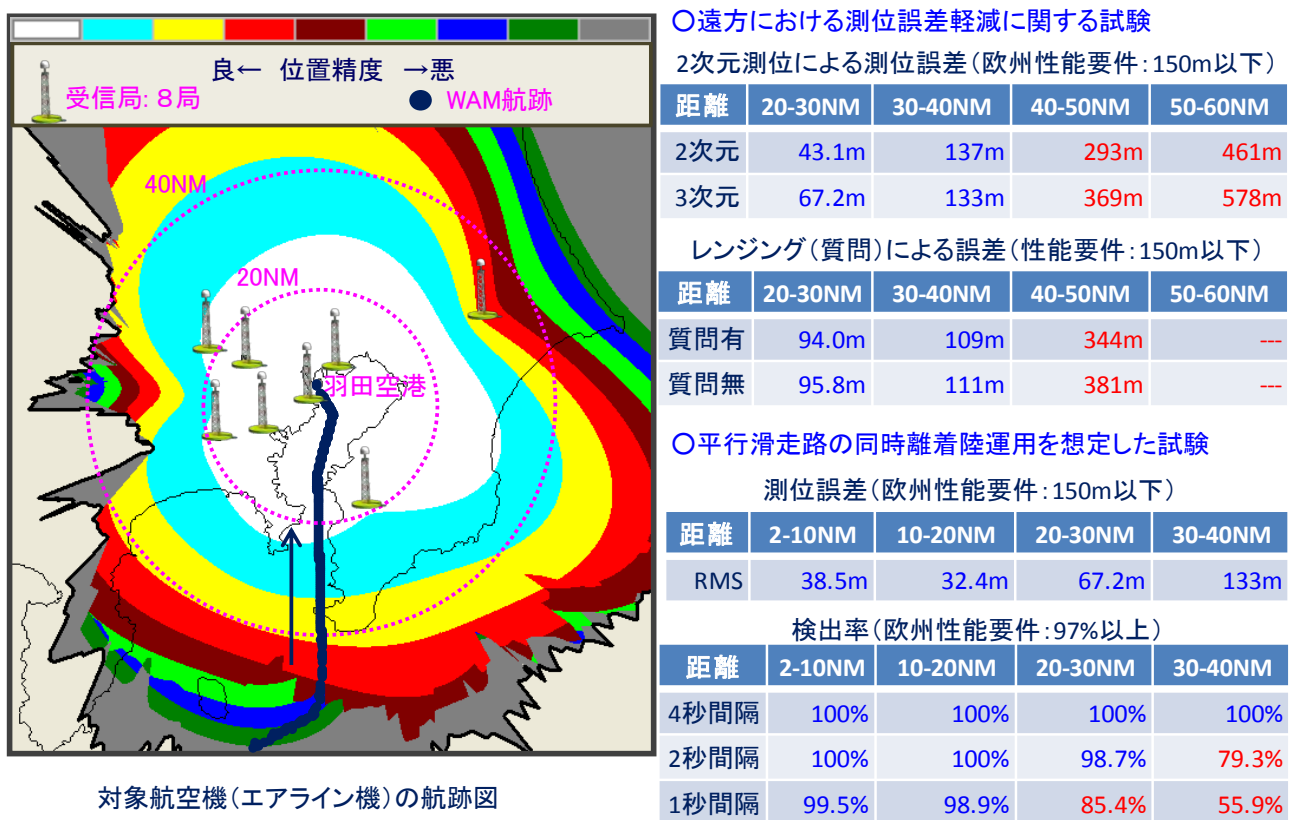 良← 位置精度 →悪
受信局: 8局
● WAM航跡
40NM
20NM
羽田空港
対象航空機(エアライン機)の航跡図
○遠方における測位誤差軽減に関する試験
2次元測位による測位誤差(欧州性能要件:150m以下)
距離 20-30NM 30-40NM 40-50NM 50-60NM
2次元 43.1m 137m 293m 461m
3次元 67.2m 133m 369m 578m
レンジング(質問)による誤差(性能要件:150m以下)
距離 20-30NM 30-40NM 40-50NM 50-60NM
質問有 94.0m 109m 344m ---
質問無 95.8m 111m 381m ---
○平行滑走路の同時離着陸運用を想定した試験
測位誤差(欧州性能要件:150m以下)
距離 2-10NM 10-20NM 20-30NM 30-40NM
RMS 38.5m 32.4m 67.2m 133m
検出率(欧州性能要件:97%以上)
距離 2-10NM 10-20NM 20-30NM 30-40NM
4秒間隔 100% 100% 100% 100%
2秒間隔 100% 100% 98.7% 79.3%
1秒間隔 99.5% 98.9% 85.4% 55.9%